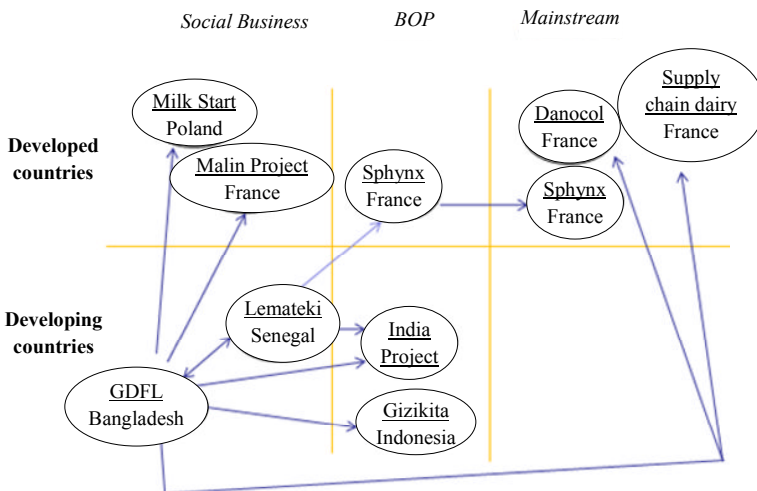 Social Business
BOP
Mainstream
Milk Start
Poland
Malin Project
France
Sphynx
France
Danocol
France
Supply
chain dairy
France
Sphynx
France
Developed
countries
Developing
countries
Lemateki
Senegal
India
Project
GDFL
Bangladesh
Gizikita
Indonesia